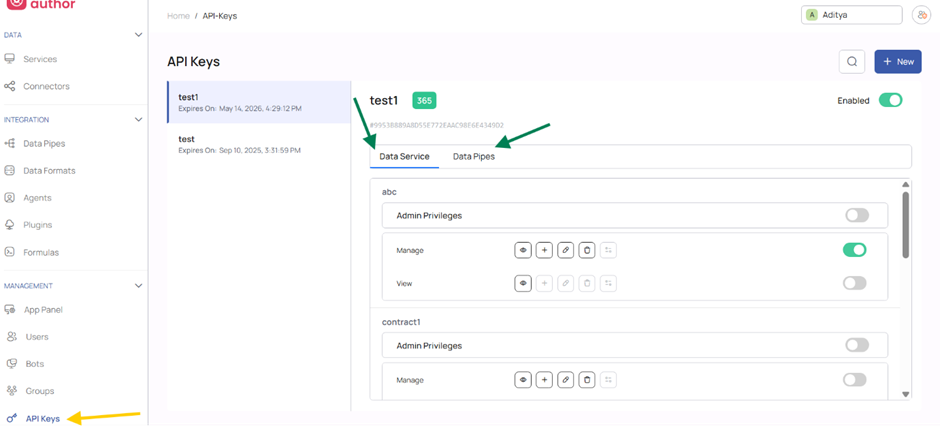 author
Home / API-Keys
A Aditya
DATA
Services
Connectors
INTEGRATION
Data Pipes
Data Formats
Agents
Plugins
Formulas
MANAGEMENT
App Panel
Users
Bots
Groups
API Keys
API Keys
New
test1
Expires On: May 14, 2026, 4:29:12 PM
test
Expires On: Sep 10, 2025, 3:31:59 PM
test1 365
Enabled
Data Service Data Pipes
abc
Admin Privileges
Manage
View
contract1
Admin Privileges
Manage